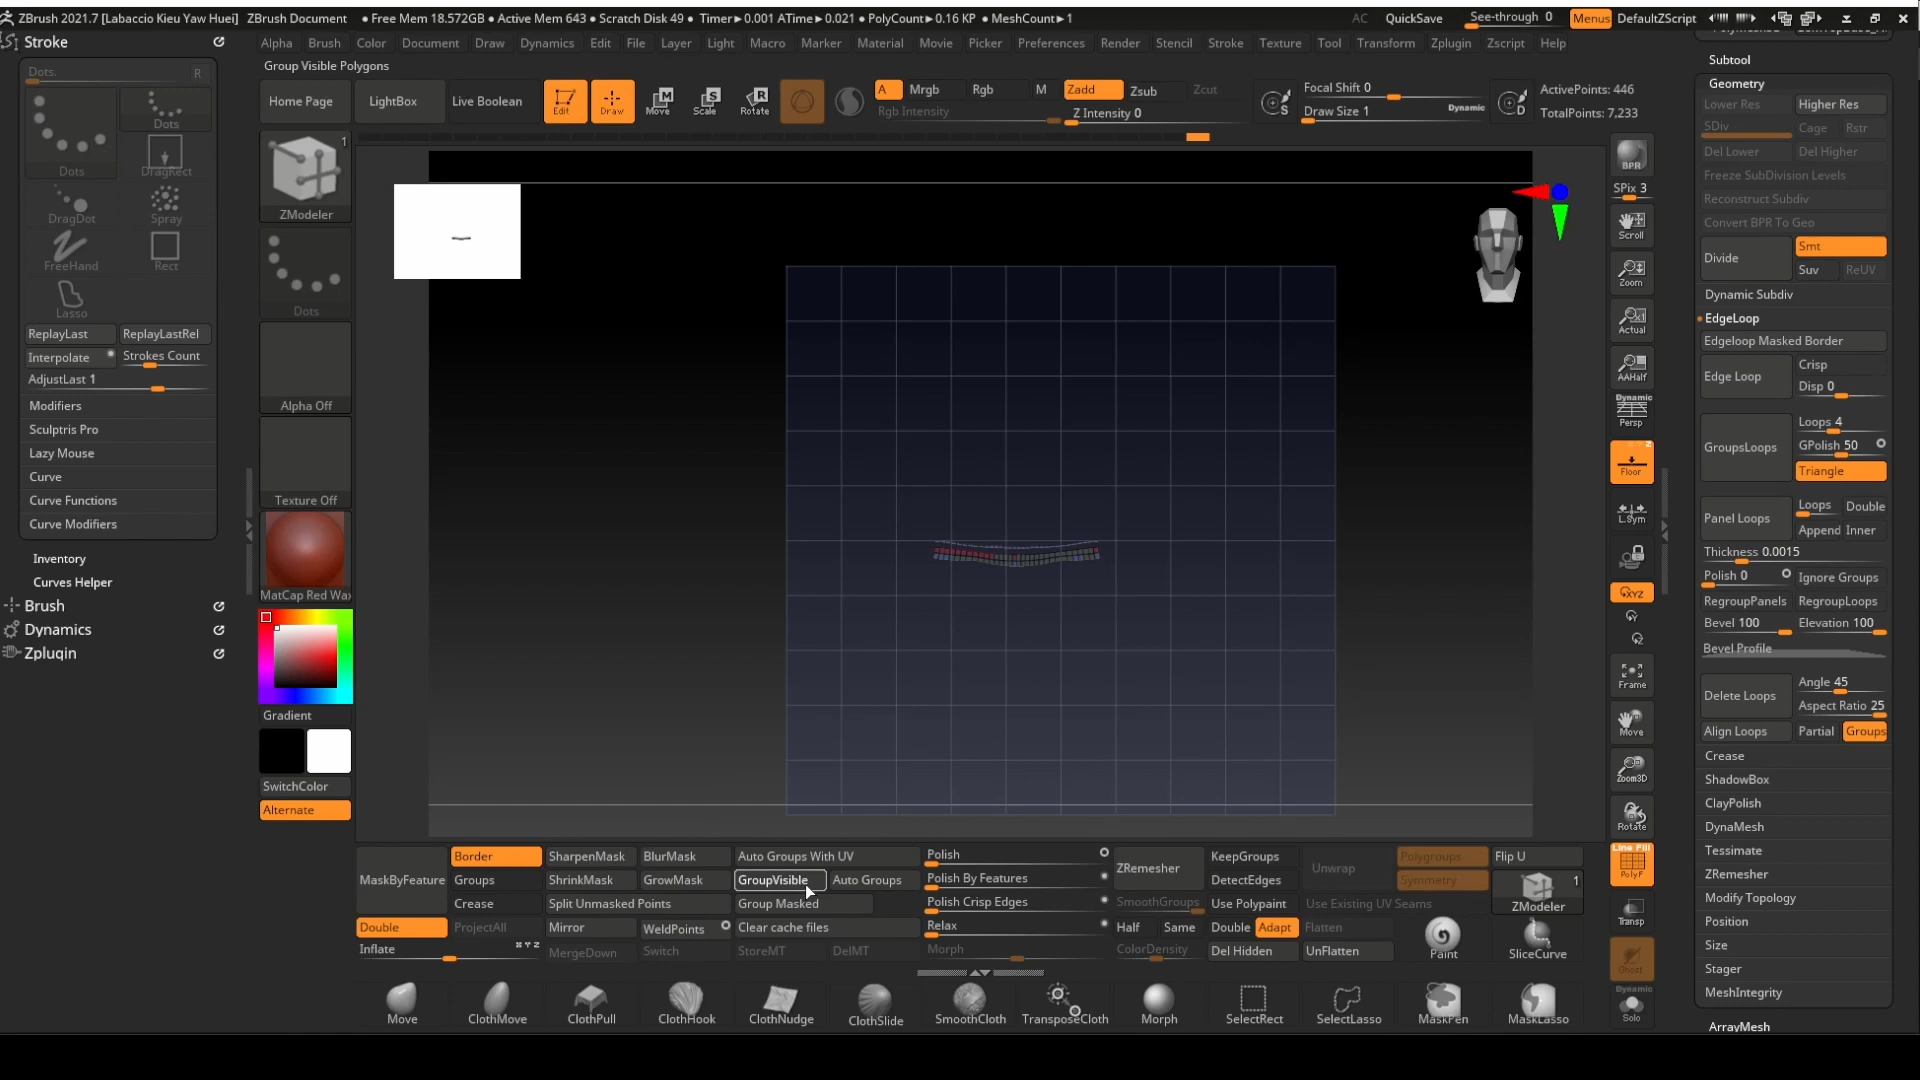 ZBrush 2021.7 [Labaccio Kieu Yaw Huei] ZBrush Document ● Free Mem 18.572GB ● Active Mem 643 ● Scratch Disk 49 ● Timer▶0.001 ATime▶0.021 ● PolyCount▶0.16 KP ● MeshCount▶1 AC QuickSave See-through 0 Menus DefaultZScript
Stroke
Alpha Brush Color Document Draw Dynamics Edit File Layer Light Macro Marker Material Movie Picker Preferences Render Stencil Stroke Texture Tool Transform Zplugin Zscript Help
Group Visible Polygons
Home Page LightBox Live Boolean Edit Draw Move Scale Rotate
A Mrgb Rgb M Zadd Zsub Zcut
Rgb Intensity Z Intensity 0
Focal Shift 0
Draw Size 1 Dynamic
S D
ActivePoints: 446
TotalPoints: 7,233
Dots. R
Dots
Dots DragRect
DragDot Spray
FreeHand Rect
Lasso
ReplayLast ReplayLastRel
Interpolate Strokes Count
AdjustLast 1
Modifiers
Sculptris Pro
Lazy Mouse
Curve
Curve Functions
Curve Modifiers
Inventory
Curves Helper
Brush
Dynamics
Zplugin
1
ZModeler
Dots
Alpha Off
Texture Off
MatCap Red Wax
Gradient
SwitchColor
Alternate
BPR
SPix 3
Scroll
Zoom
Actual
AAHalf
Dynamic
Persp
Floor
L.Sym
XYZ
Frame
Move
Zoom3D
Rotate
Line Fill
PolyF
Transp
Ghost
Dynamic
Solo
Subtool
Geometry
Lower Res Higher Res
SDiv Cage Rstr
Del Lower Del Higher
Freeze SubDivision Levels
Reconstruct Subdiv
Convert BPR To Geo
Divide Smt
Suv ReUV
Dynamic Subdiv
EdgeLoop
Edgeloop Masked Border
Edge Loop Crisp
Disp 0
GroupsLoops Loops 4
GPolish 50
Triangle
Panel Loops Loops Double
Append Inner
Thickness 0.0015
Polish 0 Ignore Groups
RegroupPanels RegroupLoops
Bevel 100 Elevation 100
Bevel Profile
Delete Loops Angle 45
Aspect Ratio 25
Align Loops Partial Groups
Crease
ShadowBox
ClayPolish
DynaMesh
Tessimate
ZRemesher
Modify Topology
Position
Size
Stager
MeshIntegrity
ArrayMesh
MaskByFeature Border SharpenMask BlurMask Auto Groups With UV Polish ZRemesher KeepGroups Unwrap Polygroups Flip U
Groups ShrinkMask GrowMask GroupVisible Auto Groups Polish By Features DetectEdges Symmetry 1
Crease Split Unmasked Points Group Masked Polish Crisp Edges SmoothGroups Use Polypaint Use Existing UV Seams ZModeler
Double ProjectAll Mirror WeldPoints Clear cache files Relax Half Same Double Adapt Flatten
Inflate X Y Z MergeDown Switch StoreMT DelMT Morph ColorDensity Del Hidden UnFlatten Paint SliceCurve
Move ClothMove ClothPull ClothHook ClothNudge ClothSlide SmoothCloth TransposeCloth Morph SelectRect SelectLasso MaskPen MaskLasso